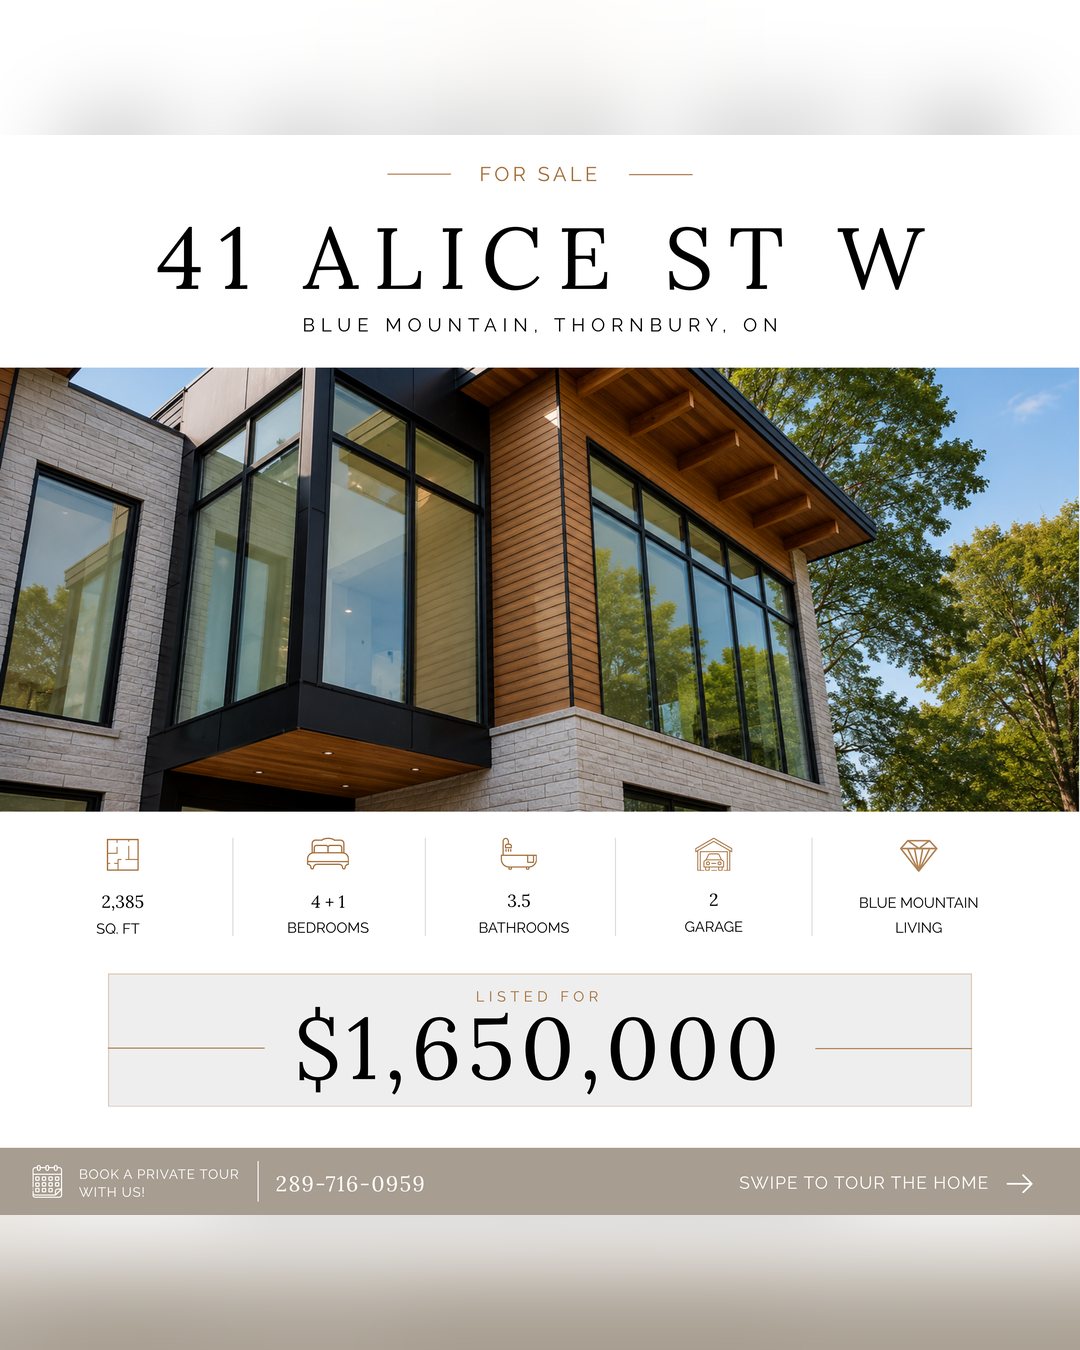 FOR SALE
41 ALICE ST W
BLUE MOUNTAIN, THORNBURY, ON
2,385
SQ. FT
4 + 1
BEDROOMS
3.5
BATHROOMS
2
GARAGE
BLUE MOUNTAIN
LIVING
LISTED FOR
$1,650,000
BOOK A PRIVATE TOUR
WITH US!
289-716-0959
SWIPE TO TOUR THE HOME